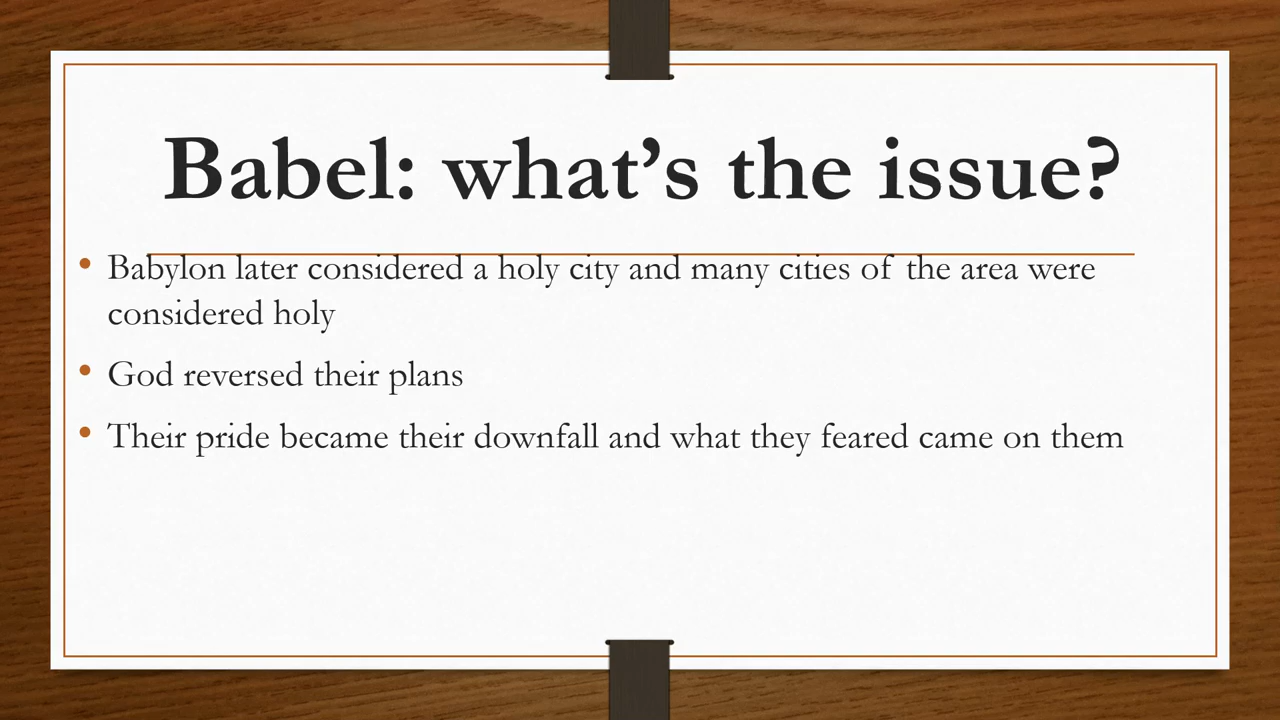 Babel: what’s the issue?
• Babylon later considered a holy city and many cities of the area were
considered holy
• God reversed their plans
• Their pride became their downfall and what they feared came on them